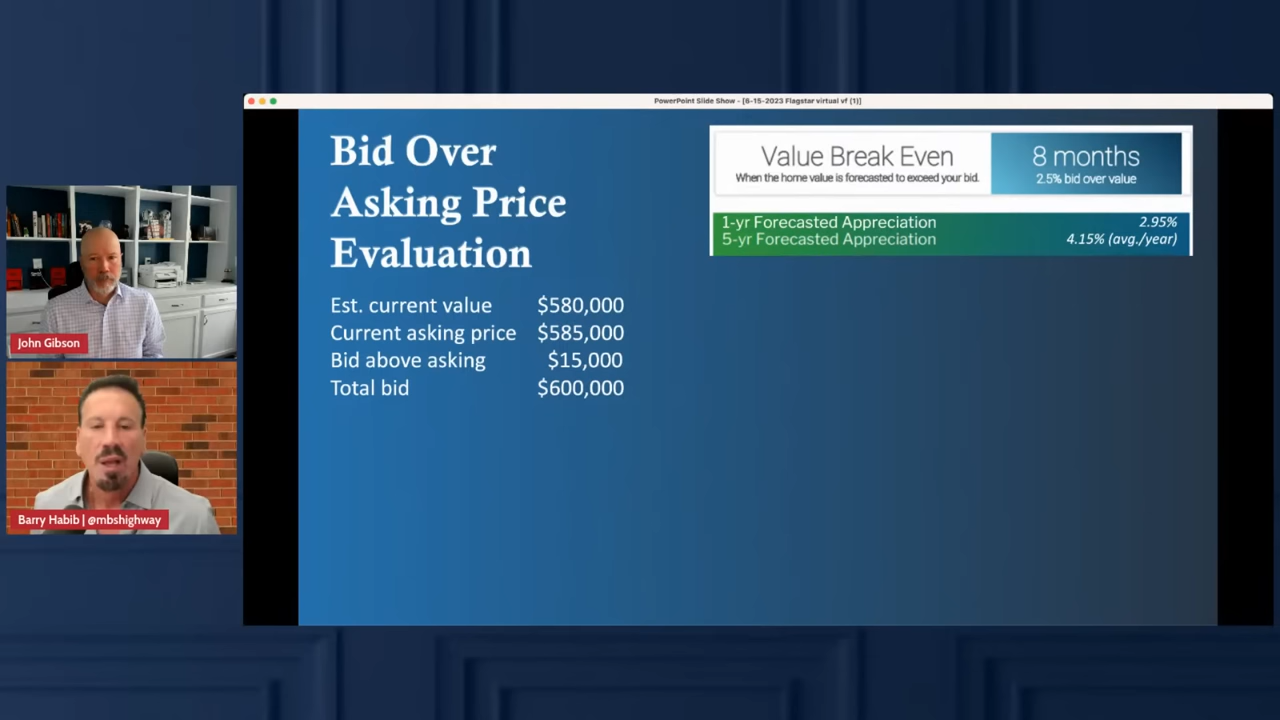 PowerPoint Slide Show - [6-15-2023 Flagstar virtual vf (1)]
Bid Over
Asking Price
Evaluation
Est. current value $580,000
Current asking price $585,000
Bid above asking $15,000
Total bid $600,000
Value Break Even
When the home value is forecasted to exceed your bid.
8 months
2.5% bid over value
1-yr Forecasted Appreciation 2.95%
5-yr Forecasted Appreciation 4.15% (avg./year)
John Gibson
Barry Habib | @mbshighway